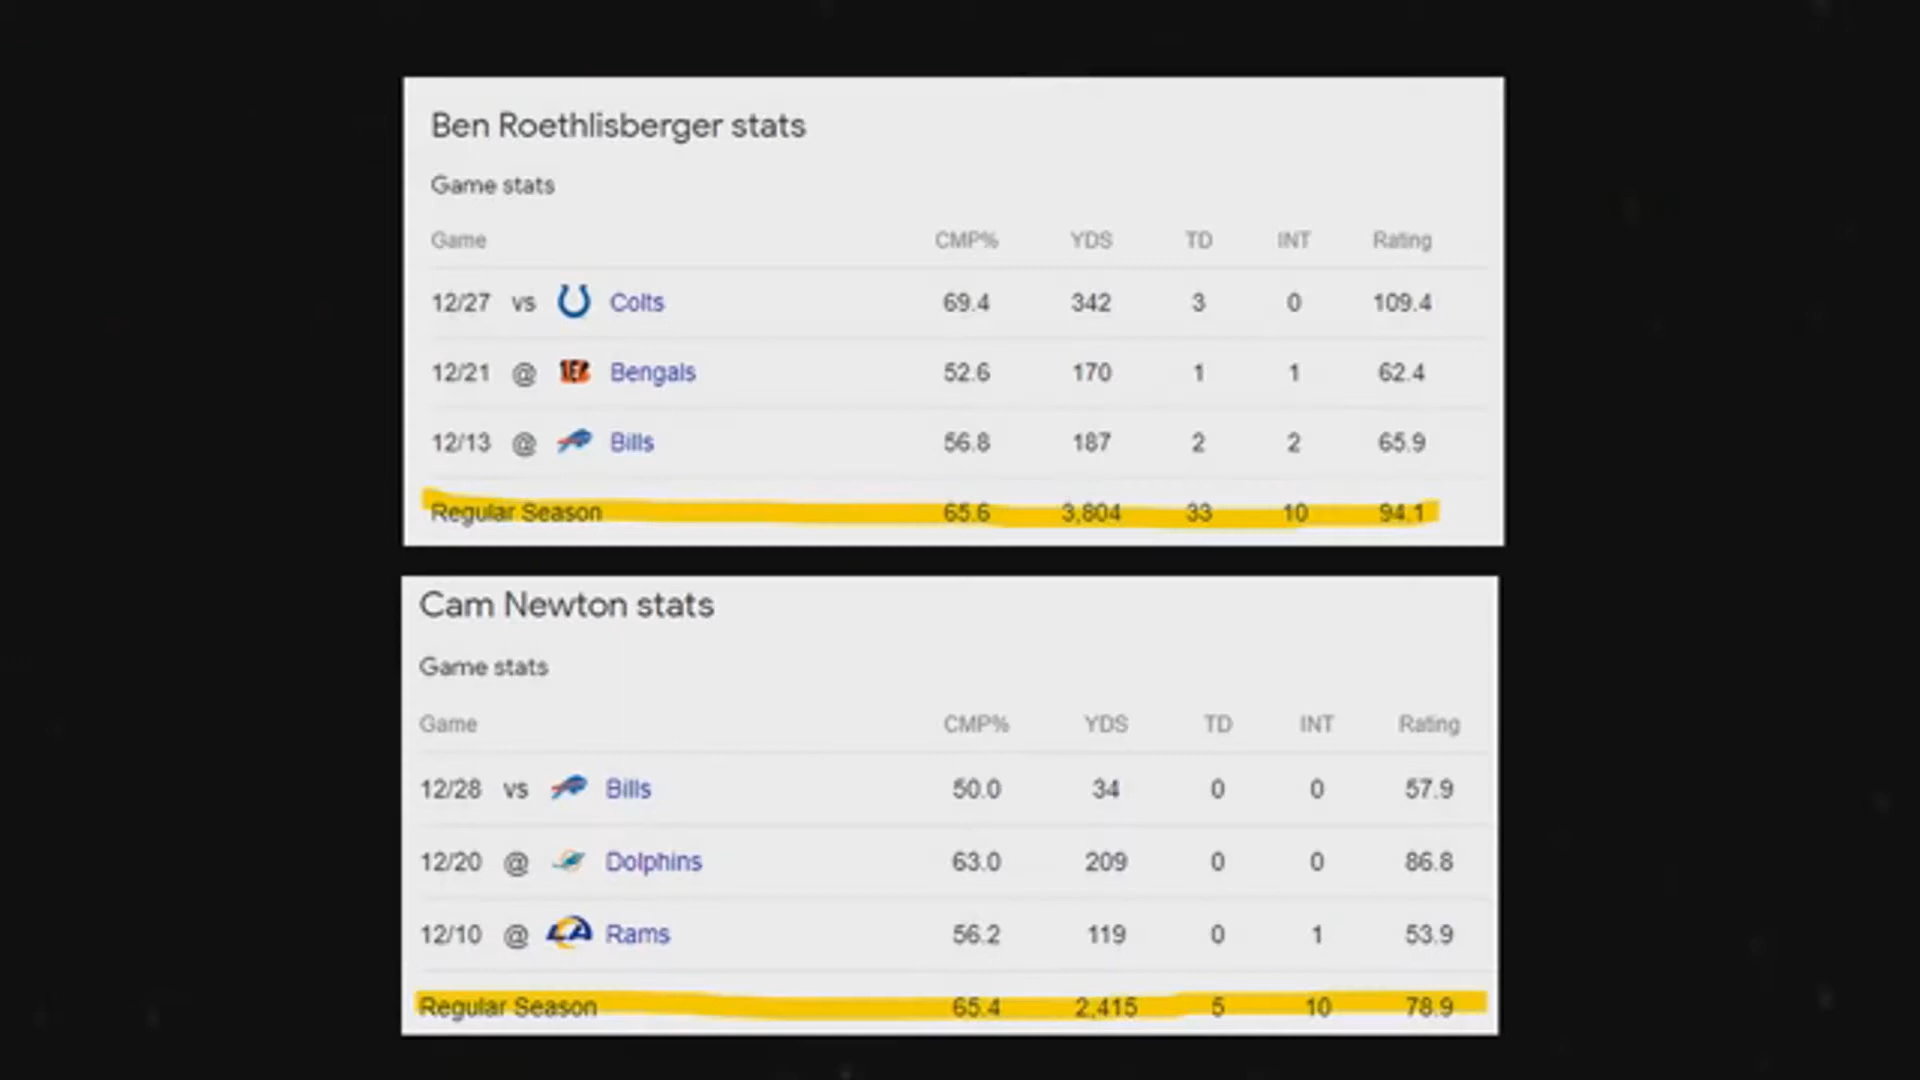 Ben Roethlisberger stats
Game stats
Game CMP% YDS TD INT Rating
12/27 vs Colts 69.4 342 3 0 109.4
12/21 @ Bengals 52.6 170 1 1 62.4
12/13 @ Bills 56.8 187 2 2 65.9
Regular Season 65.6 3,804 33 10 94.1
Cam Newton stats
Game stats
Game CMP% YDS TD INT Rating
12/28 vs Bills 50.0 34 0 0 57.9
12/20 @ Dolphins 63.0 209 0 0 86.8
12/10 @ Rams 56.2 119 0 1 53.9
Regular Season 65.4 2,415 5 10 78.9